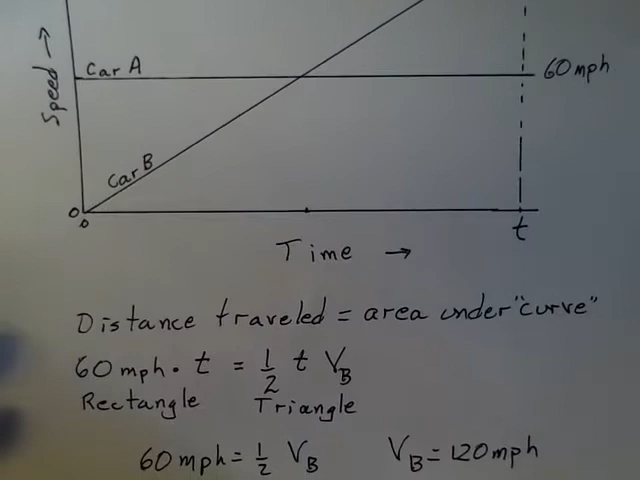 Speed →
Car A
60 mph
Car B
0
0
t
Time →
Distance traveled = area under "curve"
60 mph · t = 1/2 t V_B
Rectangle Triangle
60 mph = 1/2 V_B V_B = 120 mph